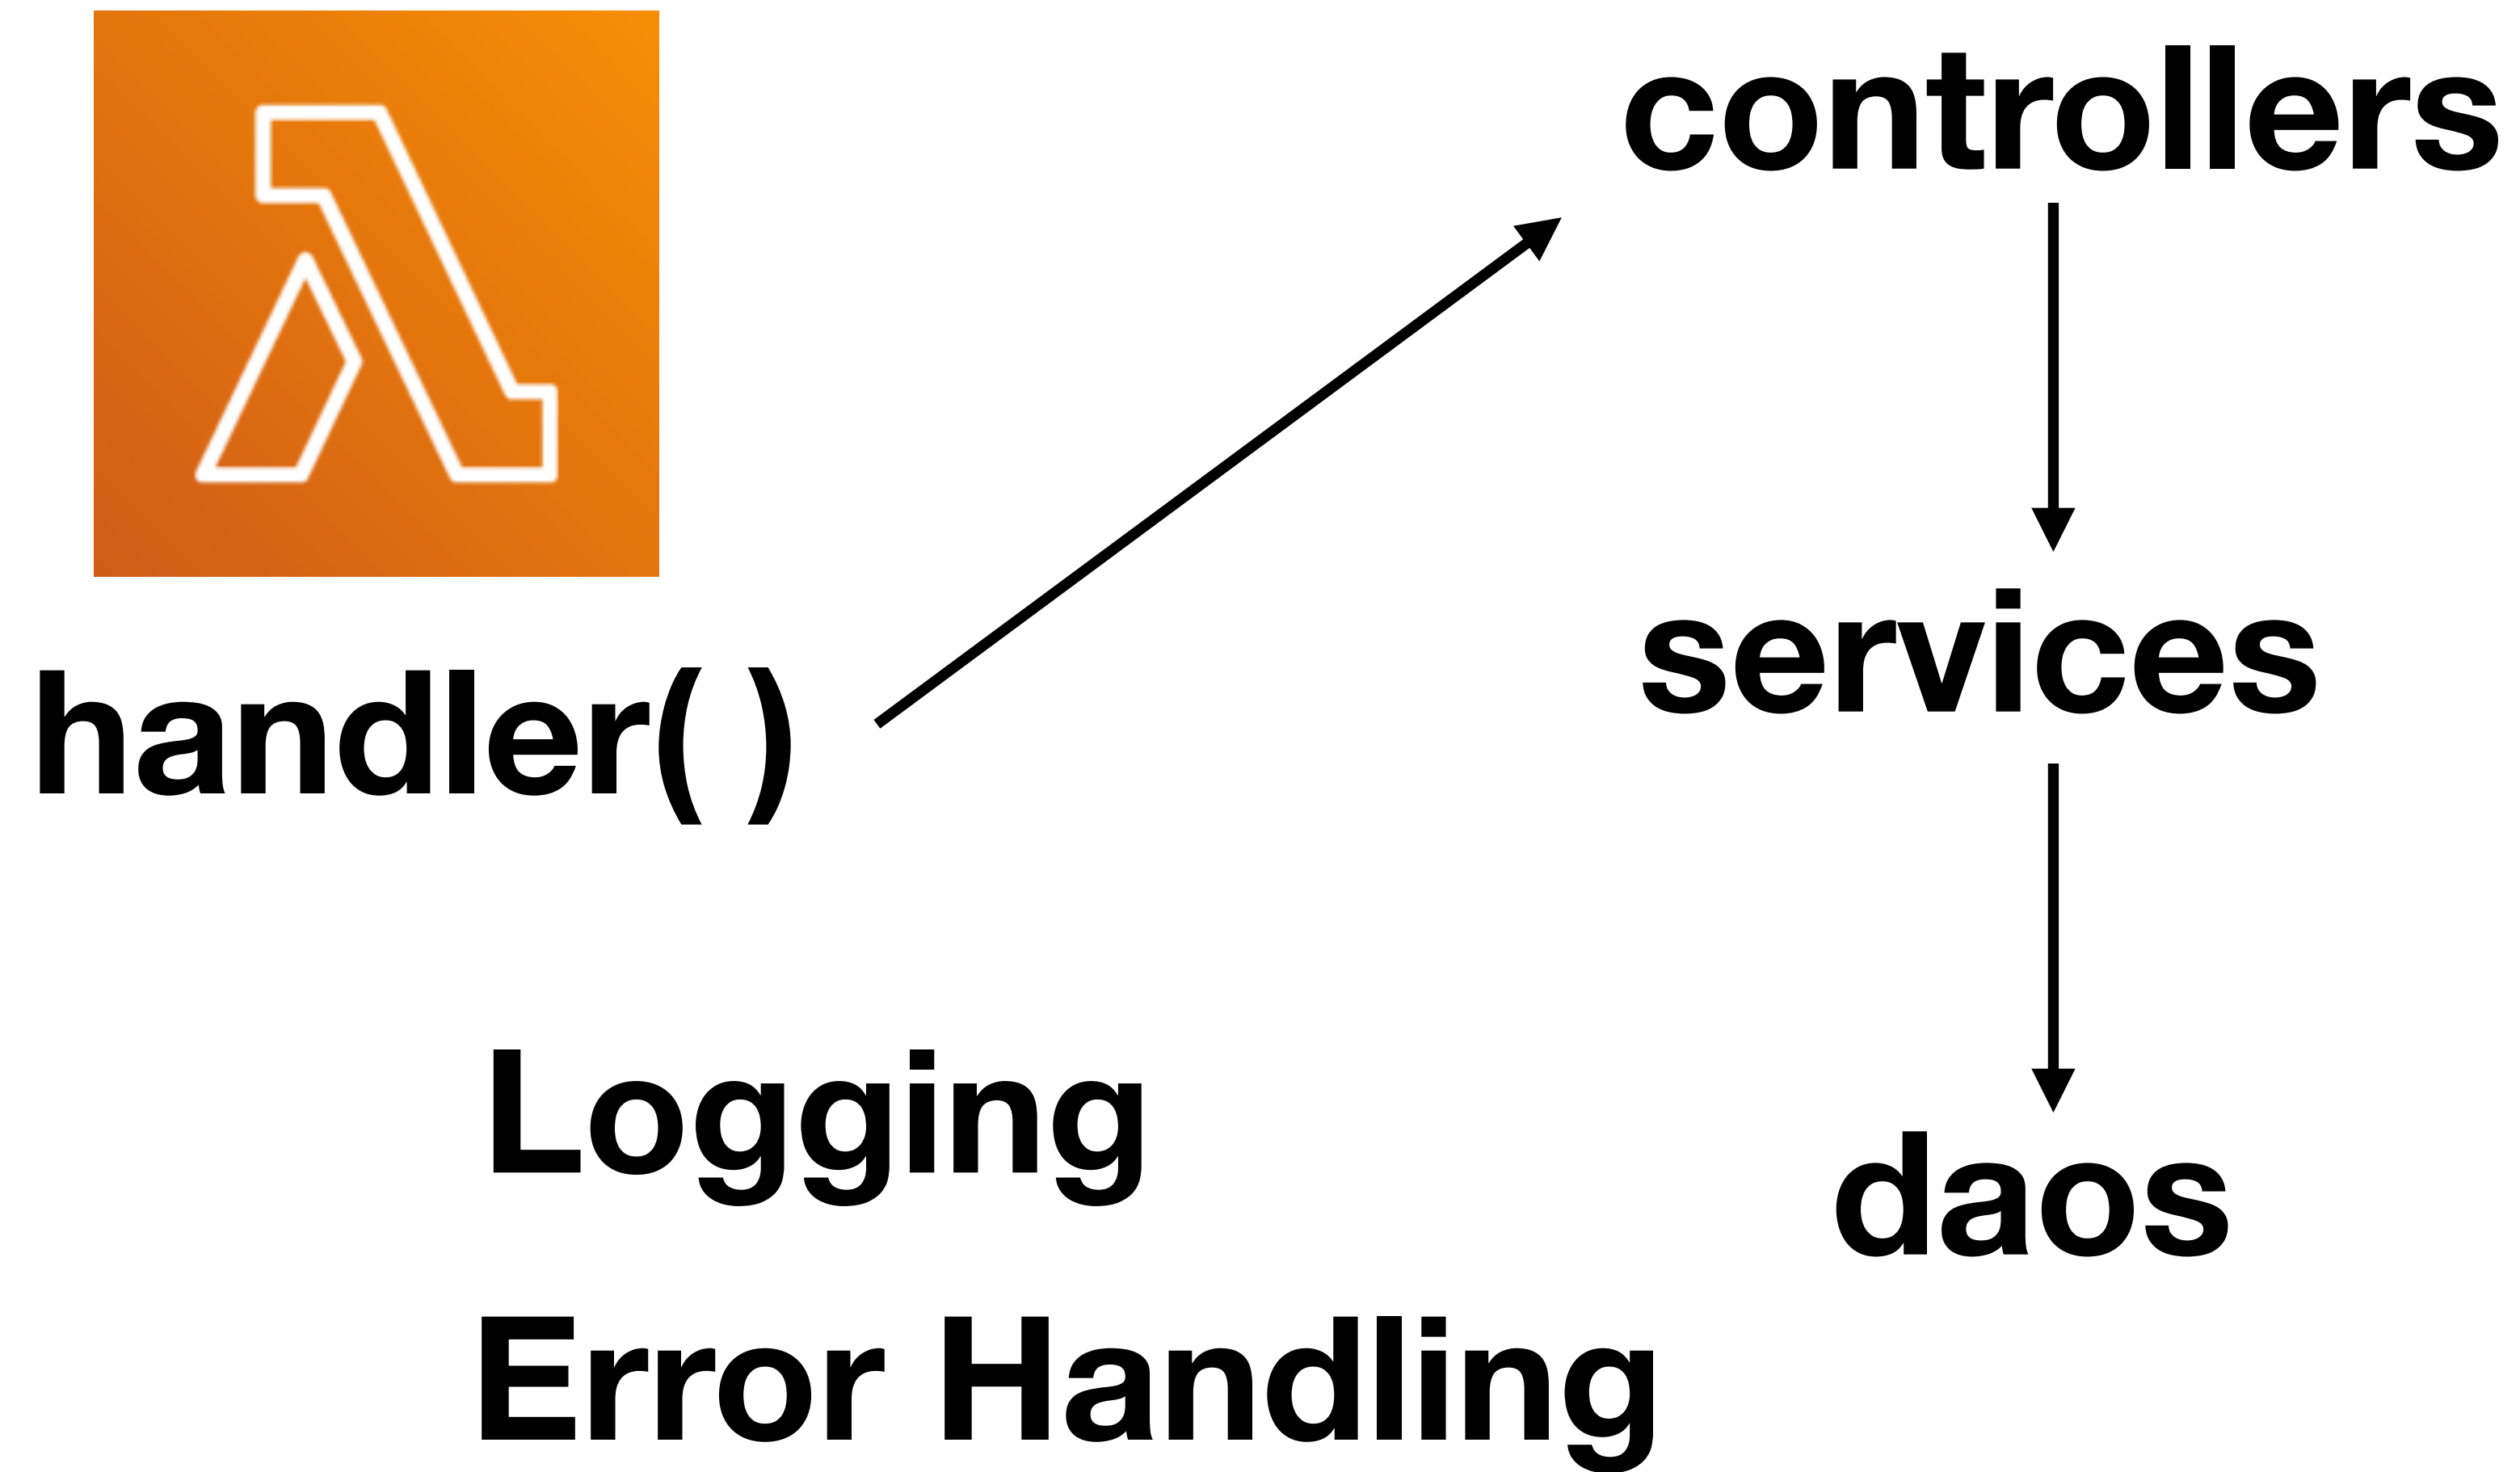 controllers
services
handler( )
Logging
daos
Error Handling